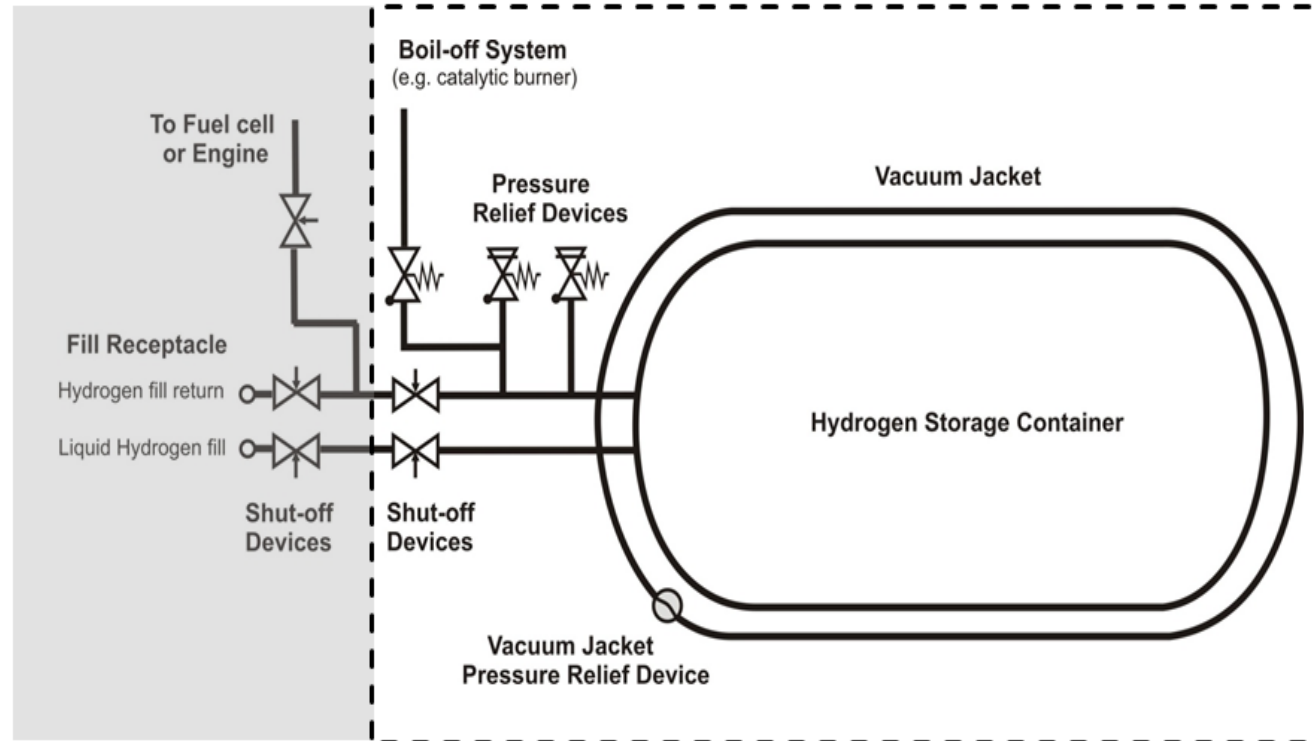 Boil-off System
(e.g. catalytic burner)
To Fuel cell
or Engine
Pressure
Relief Devices
Vacuum Jacket
Fill Receptacle
Hydrogen fill return
Liquid Hydrogen fill
Hydrogen Storage Container
Shut-off
Devices
Shut-off
Devices
Vacuum Jacket
Pressure Relief Device